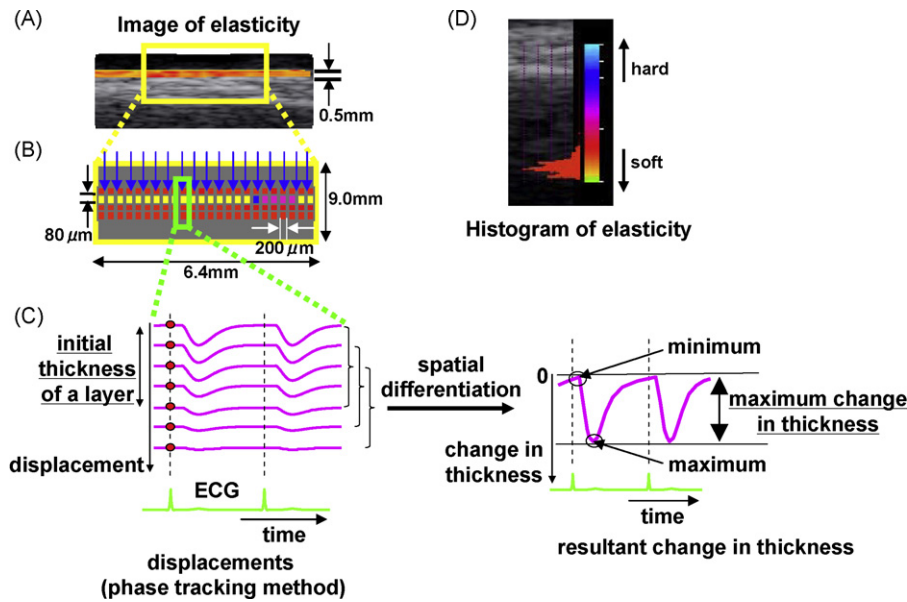 (A)
Image of elasticity
0.5mm
(B)
9.0mm
80 μm
200 μm
6.4mm
(C)
initial
thickness
of a layer
displacement
ECG
time
displacements
(phase tracking method)
spatial
differentiation
0
minimum
maximum change
in thickness
change in
thickness
maximum
time
resultant change in thickness
(D)
hard
soft
Histogram of elasticity